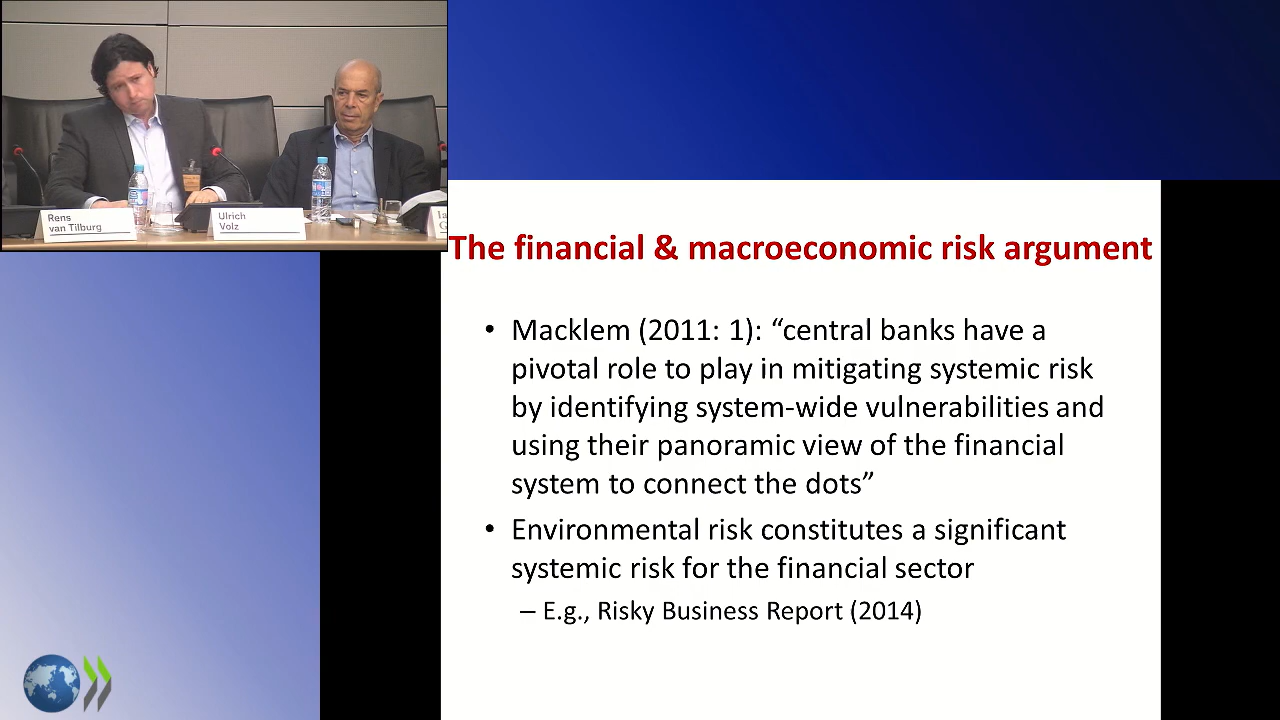 Rens
van Tilburg
Ulrich
Volz
The financial & macroeconomic risk argument
• Macklem (2011: 1): “central banks have a
pivotal role to play in mitigating systemic risk
by identifying system-wide vulnerabilities and
using their panoramic view of the financial
system to connect the dots”
• Environmental risk constitutes a significant
systemic risk for the financial sector
– E.g., Risky Business Report (2014)